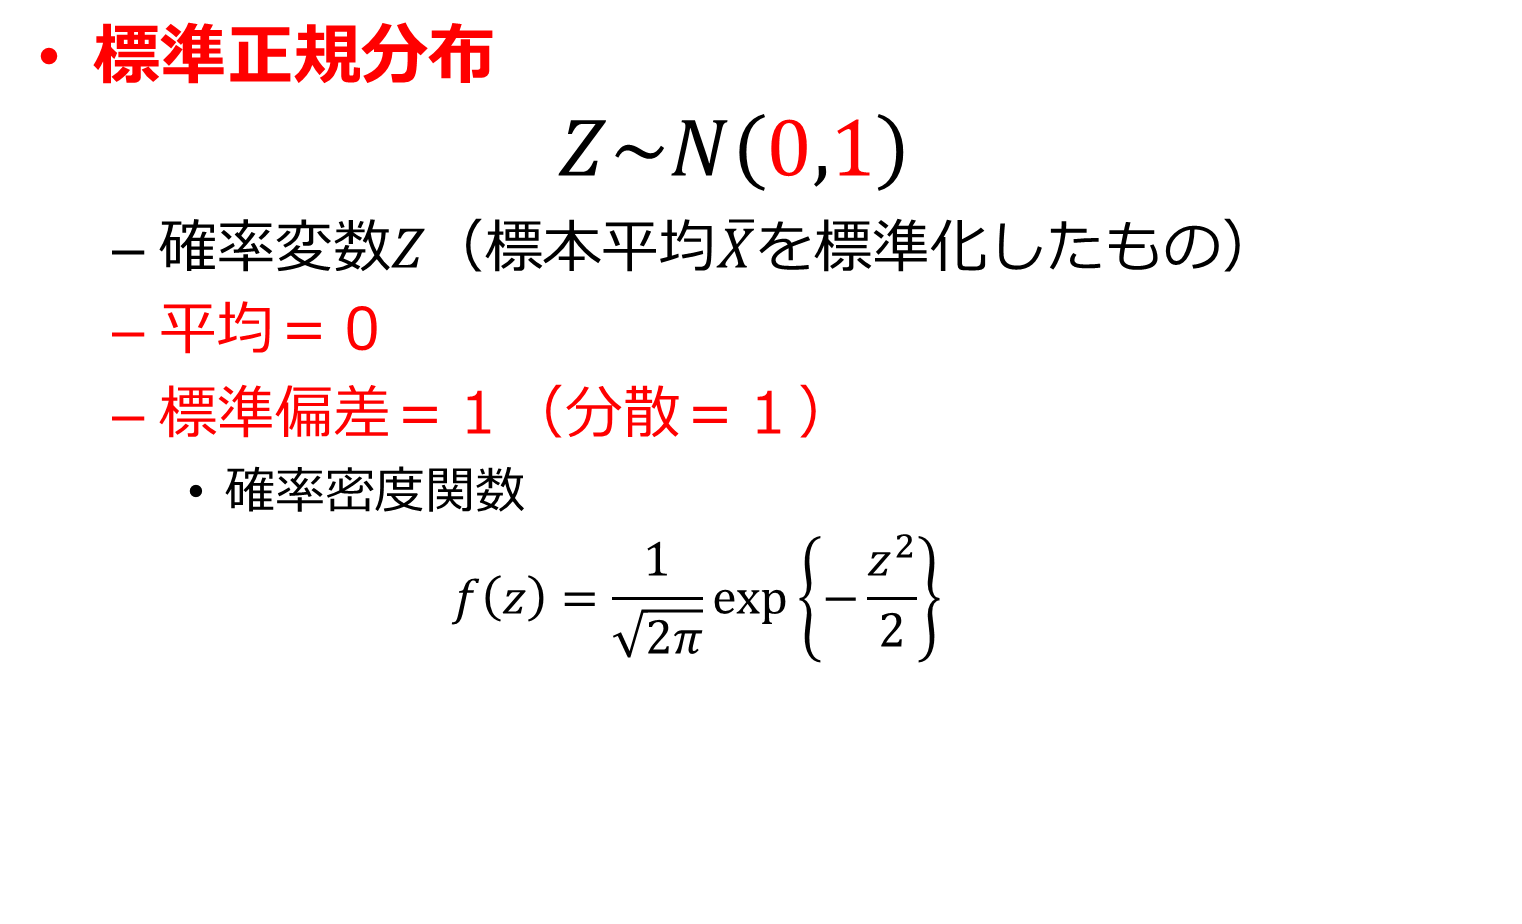 • 標準正規分布
Z~N(0,1)
– 確率変数Z（標本平均X̄を標準化したもの）
– 平均＝０
– 標準偏差＝１（分散＝１）
• 確率密度関数
f(z) = 1/√2π exp{−z²/2}